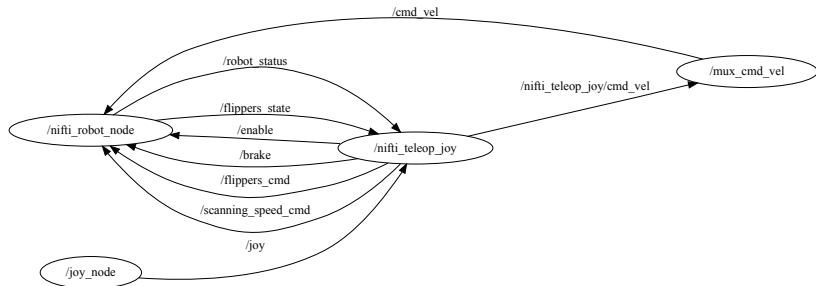 /cmd_vel
/robot_status
/mux_cmd_vel
/nifti_teleop_joy/cmd_vel
/flippers_state
/nifti_robot_node
/enable
/nifti_teleop_joy
/brake
/flippers_cmd
/scanning_speed_cmd
/joy
/joy_node